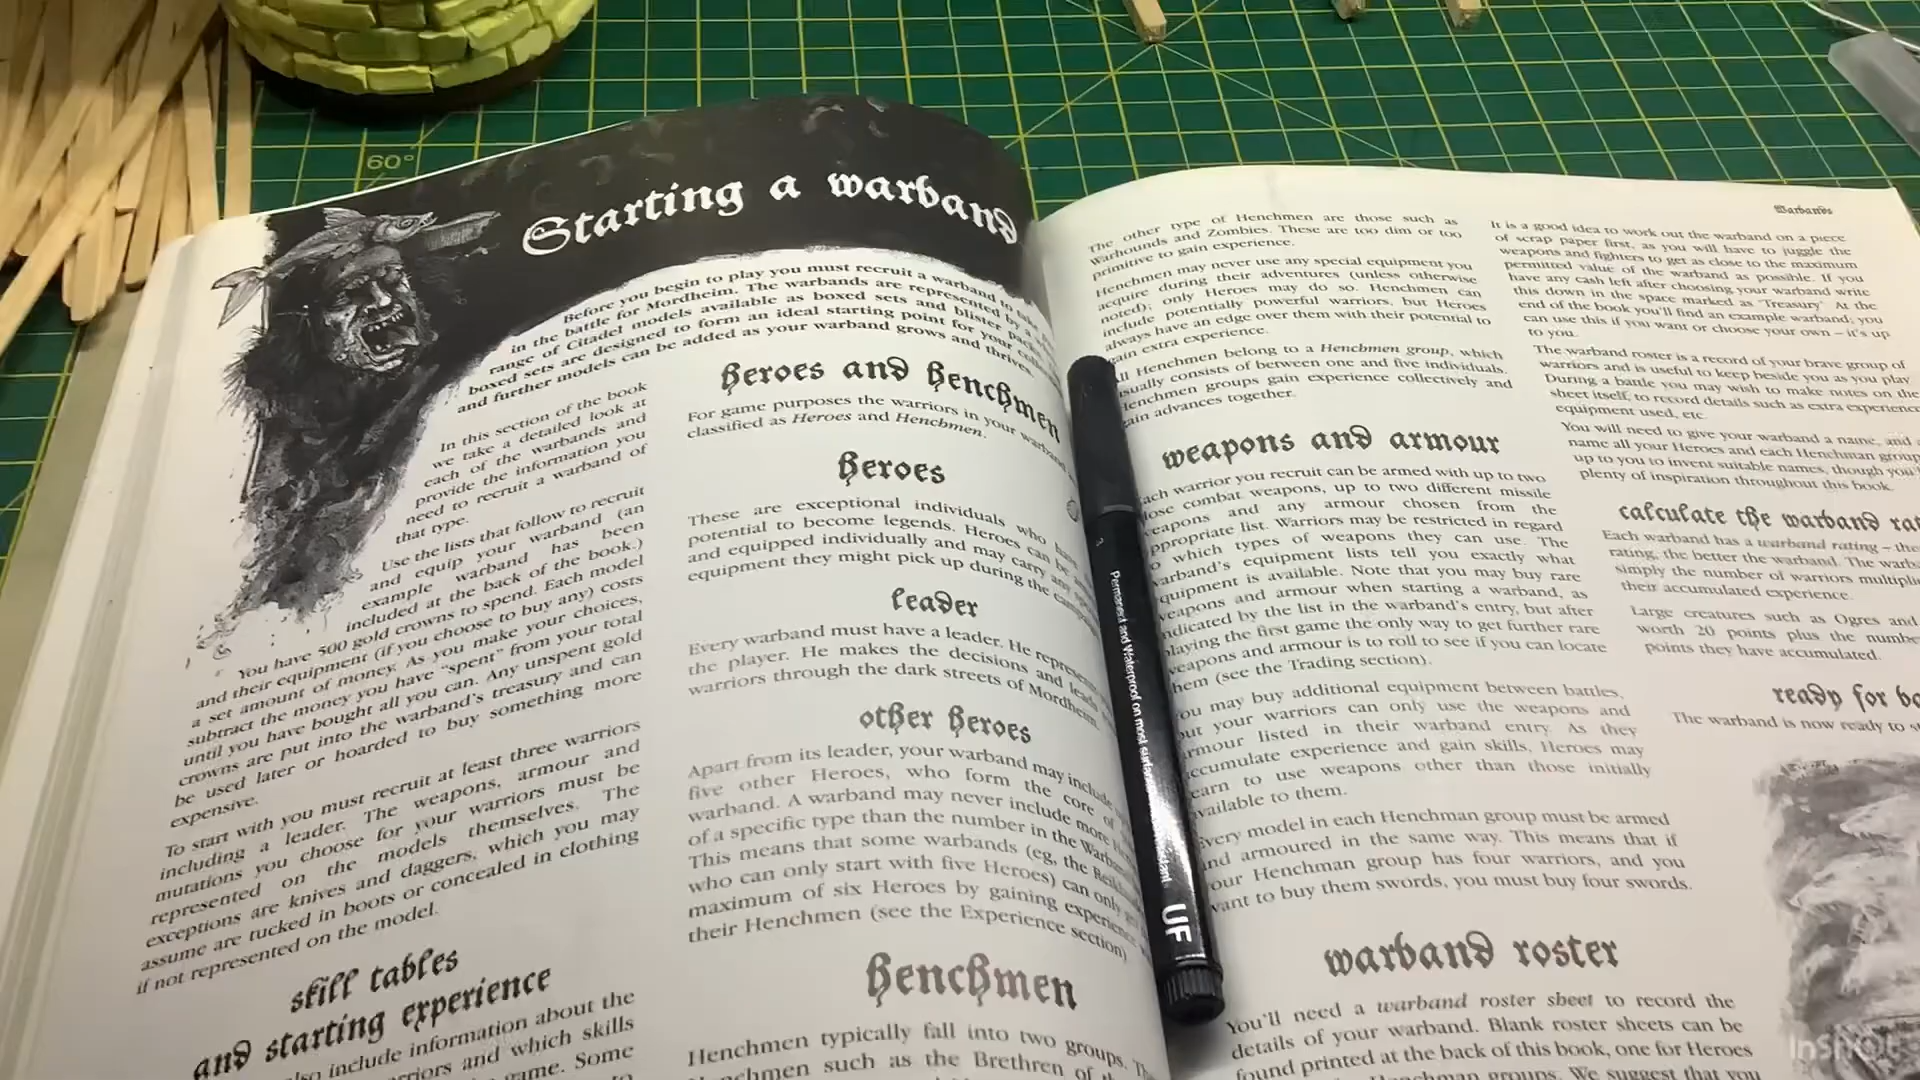 60°
Starting a warband
Before you begin to play you must recruit a warband to take
in the battle for Mordheim. The warbands are represented by a
range of Citadel models available as boxed sets and blister packs.
boxed sets are designed to form an ideal starting point for your
and further models can be added as your warband grows and thrives.
In this section of the book
we take a detailed look at
each of the warbands and
provide the information you
need to recruit a warband of
that type.
Use the lists that follow to recruit
and equip your warband (an
example warband has been
included at the back of the book.)
You have 500 gold crowns to spend. Each model
and their equipment (if you choose to buy any) costs
a set amount of money. As you make your choices,
subtract the money you have "spent" from your total
until you have bought all you can. Any unspent gold
crowns are put into the warband's treasury and can
be used later or hoarded to buy something more
expensive.
To start with you must recruit at least three warriors
including a leader. The weapons, armour and
mutations you choose for your warriors must be
represented on the models themselves. The
exceptions are knives and daggers, which you may
assume are tucked in boots or concealed in clothing
if not represented on the model.
skill tables
and starting experience
also include information about the
and which skills
game. Some
to
Heroes and Henchmen
For game purposes the warriors in your warband
classified as Heroes and Henchmen.
Heroes
These are exceptional individuals who have
potential to become legends. Heroes can be
and equipped individually and may carry any
equipment they might pick up during the
leader
Every warband must have a leader. He represents
the player. He makes the decisions and leads
warriors through the dark streets of Mordheim.
other Heroes
Apart from its leader, your warband may include
five other Heroes, who form the core of
warband. A warband may never include more
of a specific type than the number in the
This means that some warbands (eg, the
who can only start with five Heroes) can only
maximum of six Heroes by gaining
their Henchmen (see the Experience section)
Henchmen
Henchmen typically fall into two groups.
such as the Brethren of
Permanent and Waterproof on most
UF
Warbands
The other type of Henchmen are those such as
Warhounds and Zombies. These are too dim or too
primitive to gain experience.
Henchmen may never use any special equipment you
acquire during their adventures (unless otherwise
noted); only Heroes may do so. Henchmen can
include potentially powerful warriors, but Heroes
always have an edge over them with their potential to
gain extra experience.
All Henchmen belong to a Henchmen group, which
usually consists of between one and five individuals.
Henchmen groups gain experience collectively and
gain advances together.
weapons and armour
Each warrior you recruit can be armed with up to two
close combat weapons, up to two different missile
weapons and any armour chosen from the
appropriate list. Warriors may be restricted in regard
to which types of weapons they can use. The
warband's equipment lists tell you exactly what
equipment is available. Note that you may buy rare
weapons and armour when starting a warband, as
indicated by the list in the warband's entry, but after
playing the first game the only way to get further rare
weapons and armour is to roll to see if you can locate
them (see the Trading section).
You may buy additional equipment between battles,
but your warriors can only use the weapons and
armour listed in their warband entry. As they
accumulate experience and gain skills, Heroes may
learn to use weapons other than those initially
available to them.
Every model in each Henchman group must be armed
and armoured in the same way. This means that if
your Henchman group has four warriors, and you
want to buy them swords, you must buy four swords.
warband roster
You'll need a warband roster sheet to record the
details of your warband. Blank roster sheets can be
found printed at the back of this book, one for Heroes
Henchman groups. We suggest that you
It is a good idea to work out the warband on a piece
of scrap paper first, as you will have to juggle the
weapons and fighters to get as close to the maximum
permitted value of the warband as possible. If you
have any cash left after choosing your warband write
this down in the space marked as 'Treasury'. At the
end of the book you'll find an example warband; you
can use this if you want or choose your own – it's up
to you.
The warband roster is a record of your brave group of
warriors and is useful to keep beside you as you play.
During a battle you may wish to make notes on the
sheet itself, to record details such as extra experience
equipment used, etc.
You will need to give your warband a name, and
name all your Heroes and each Henchman group
up to you to invent suitable names, though you
plenty of inspiration throughout this book.
calculate the warband
Each warband has a warband rating – the
rating, the better the warband. The
simply the number of warriors
their accumulated experience.
Large creatures such as Ogres and
worth 20 points plus the
points they have accumulated.
ready for
The warband is now ready to
InShot